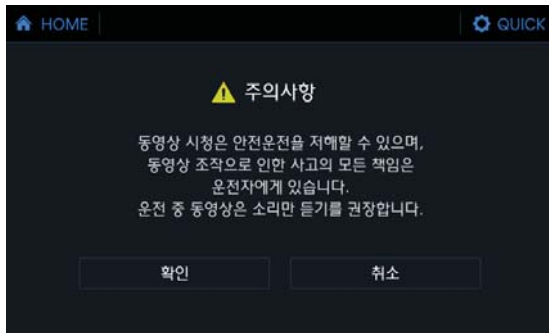 HOME
QUICK
주의사항
동영상 시청은 안전운전을 저해할 수 있으며,
동영상 조작으로 인한 사고의 모든 책임은
운전자에게 있습니다.
운전 중 동영상은 소리만 듣기를 권장합니다.
확인
취소